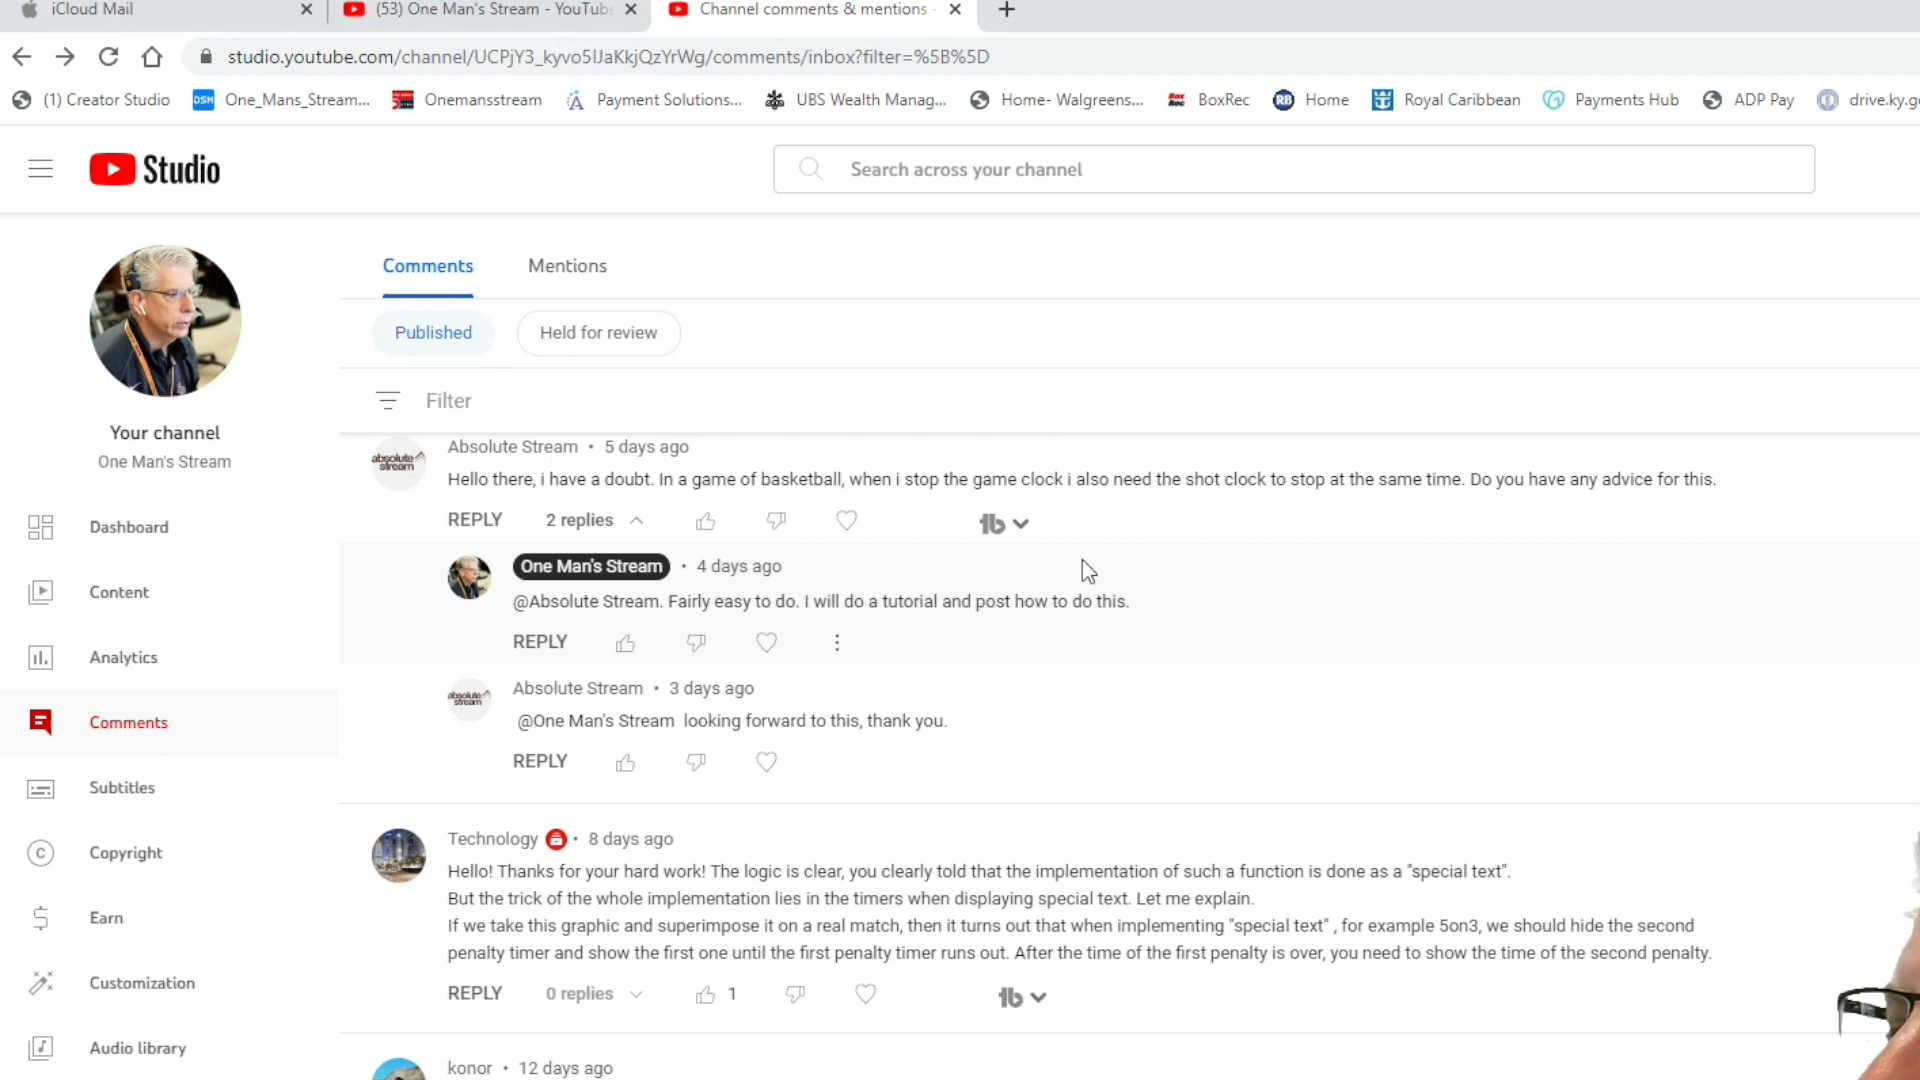 iCloud Mail
(53) One Man's Stream - YouTube
Channel comments & mentions -
studio.youtube.com/channel/UCPjY3_kyvo5IJaKkjQzYrWg/comments/inbox?filter=%5B%5D
(1) Creator Studio
DSM
One_Mans_Stream...
Onemansstream
Payment Solutions...
UBS Wealth Manag...
Home- Walgreens...
Box Rec
BoxRec
RB
Home
Royal Caribbean
Payments Hub
ADP Pay
drive.ky.go
Studio
Search across your channel
Your channel
One Man's Stream
Dashboard
Content
Analytics
Comments
Subtitles
Copyright
Earn
Customization
Audio library
Comments
Mentions
Published
Held for review
Filter
absolute
stream
Absolute Stream • 5 days ago
Hello there, i have a doubt. In a game of basketball, when i stop the game clock i also need the shot clock to stop at the same time. Do you have any advice for this.
REPLY
2 replies
One Man's Stream • 4 days ago
@Absolute Stream. Fairly easy to do. I will do a tutorial and post how to do this.
REPLY
absolute
stream
Absolute Stream • 3 days ago
@One Man's Stream looking forward to this, thank you.
REPLY
Technology • 8 days ago
Hello! Thanks for your hard work! The logic is clear, you clearly told that the implementation of such a function is done as a "special text".
But the trick of the whole implementation lies in the timers when displaying special text. Let me explain.
If we take this graphic and superimpose it on a real match, then it turns out that when implementing "special text" , for example 5on3, we should hide the second
penalty timer and show the first one until the first penalty timer runs out. After the time of the first penalty is over, you need to show the time of the second penalty.
REPLY
0 replies
1
konor • 12 days ago